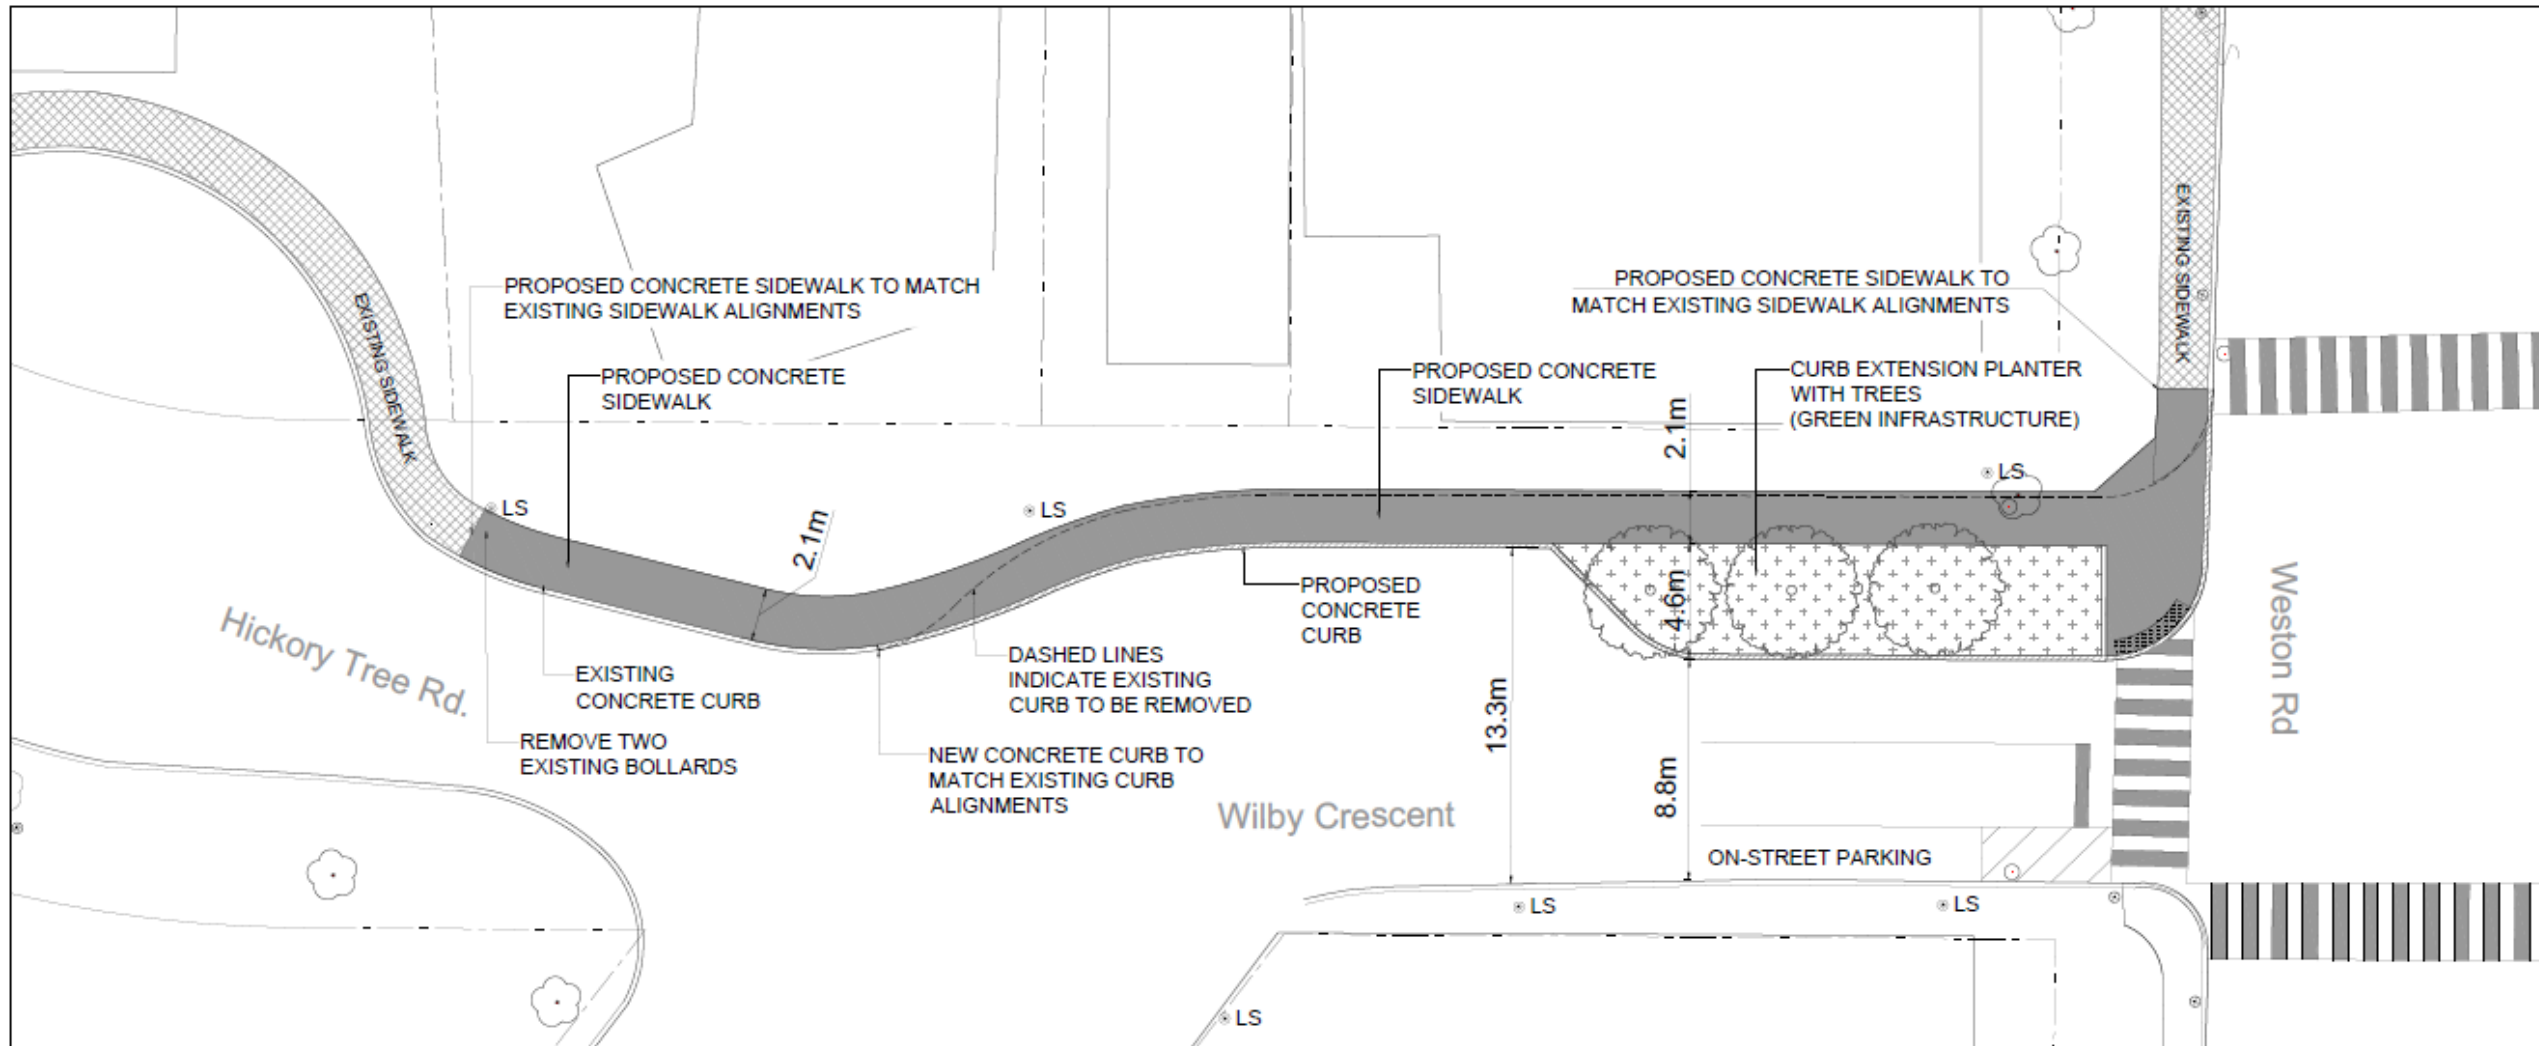 EXISTING SIDEWALK
EXISTING SIDEWALK
PROPOSED CONCRETE SIDEWALK TO MATCH
EXISTING SIDEWALK ALIGNMENTS
PROPOSED CONCRETE SIDEWALK TO
MATCH EXISTING SIDEWALK ALIGNMENTS
PROPOSED CONCRETE
SIDEWALK
PROPOSED CONCRETE
SIDEWALK
CURB EXTENSION PLANTER
WITH TREES
(GREEN INFRASTRUCTURE)
2.1m
LS
LS
LS
2.1m
4.6m
PROPOSED
CONCRETE
CURB
Hickory Tree Rd.
EXISTING
CONCRETE CURB
DASHED LINES
INDICATE EXISTING
CURB TO BE REMOVED
Weston Rd
REMOVE TWO
EXISTING BOLLARDS
NEW CONCRETE CURB TO
MATCH EXISTING CURB
ALIGNMENTS
13.3m
8.8m
Wilby Crescent
ON-STREET PARKING
LS
LS
LS